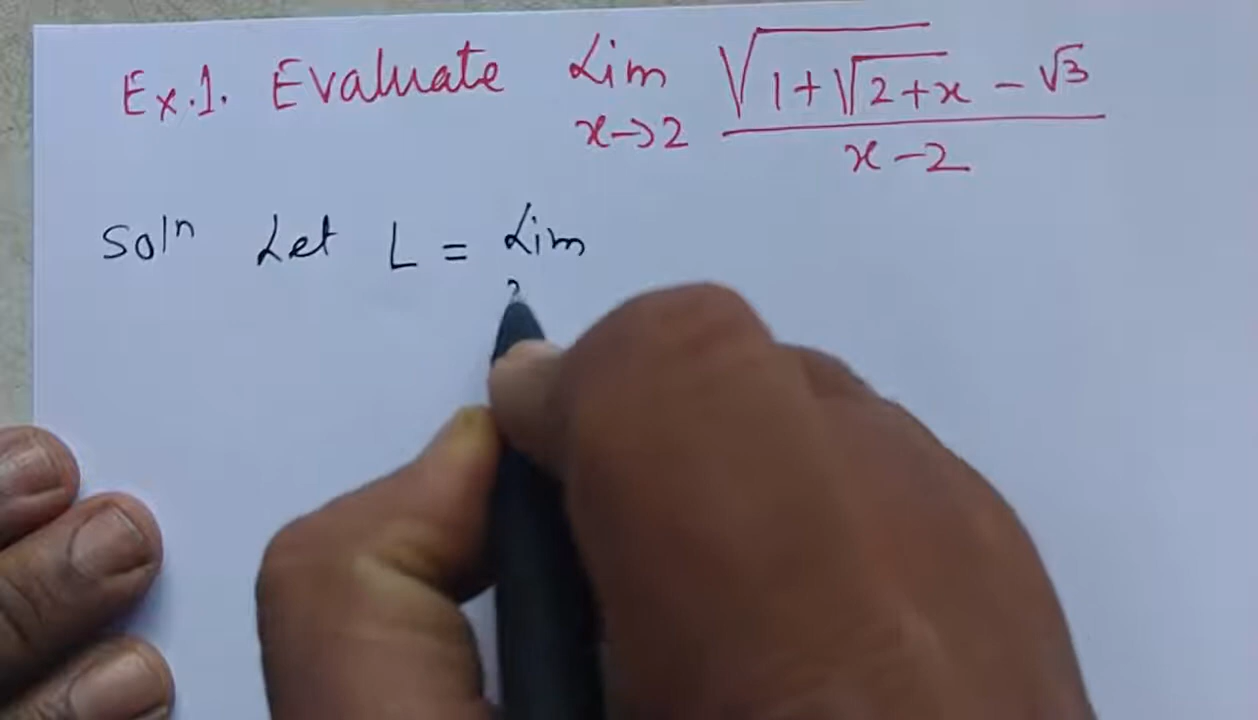 Ex.1. Evaluate Lim x→2 √(1+√(2+x)) - √3 / x-2
Soln Let L = Lim